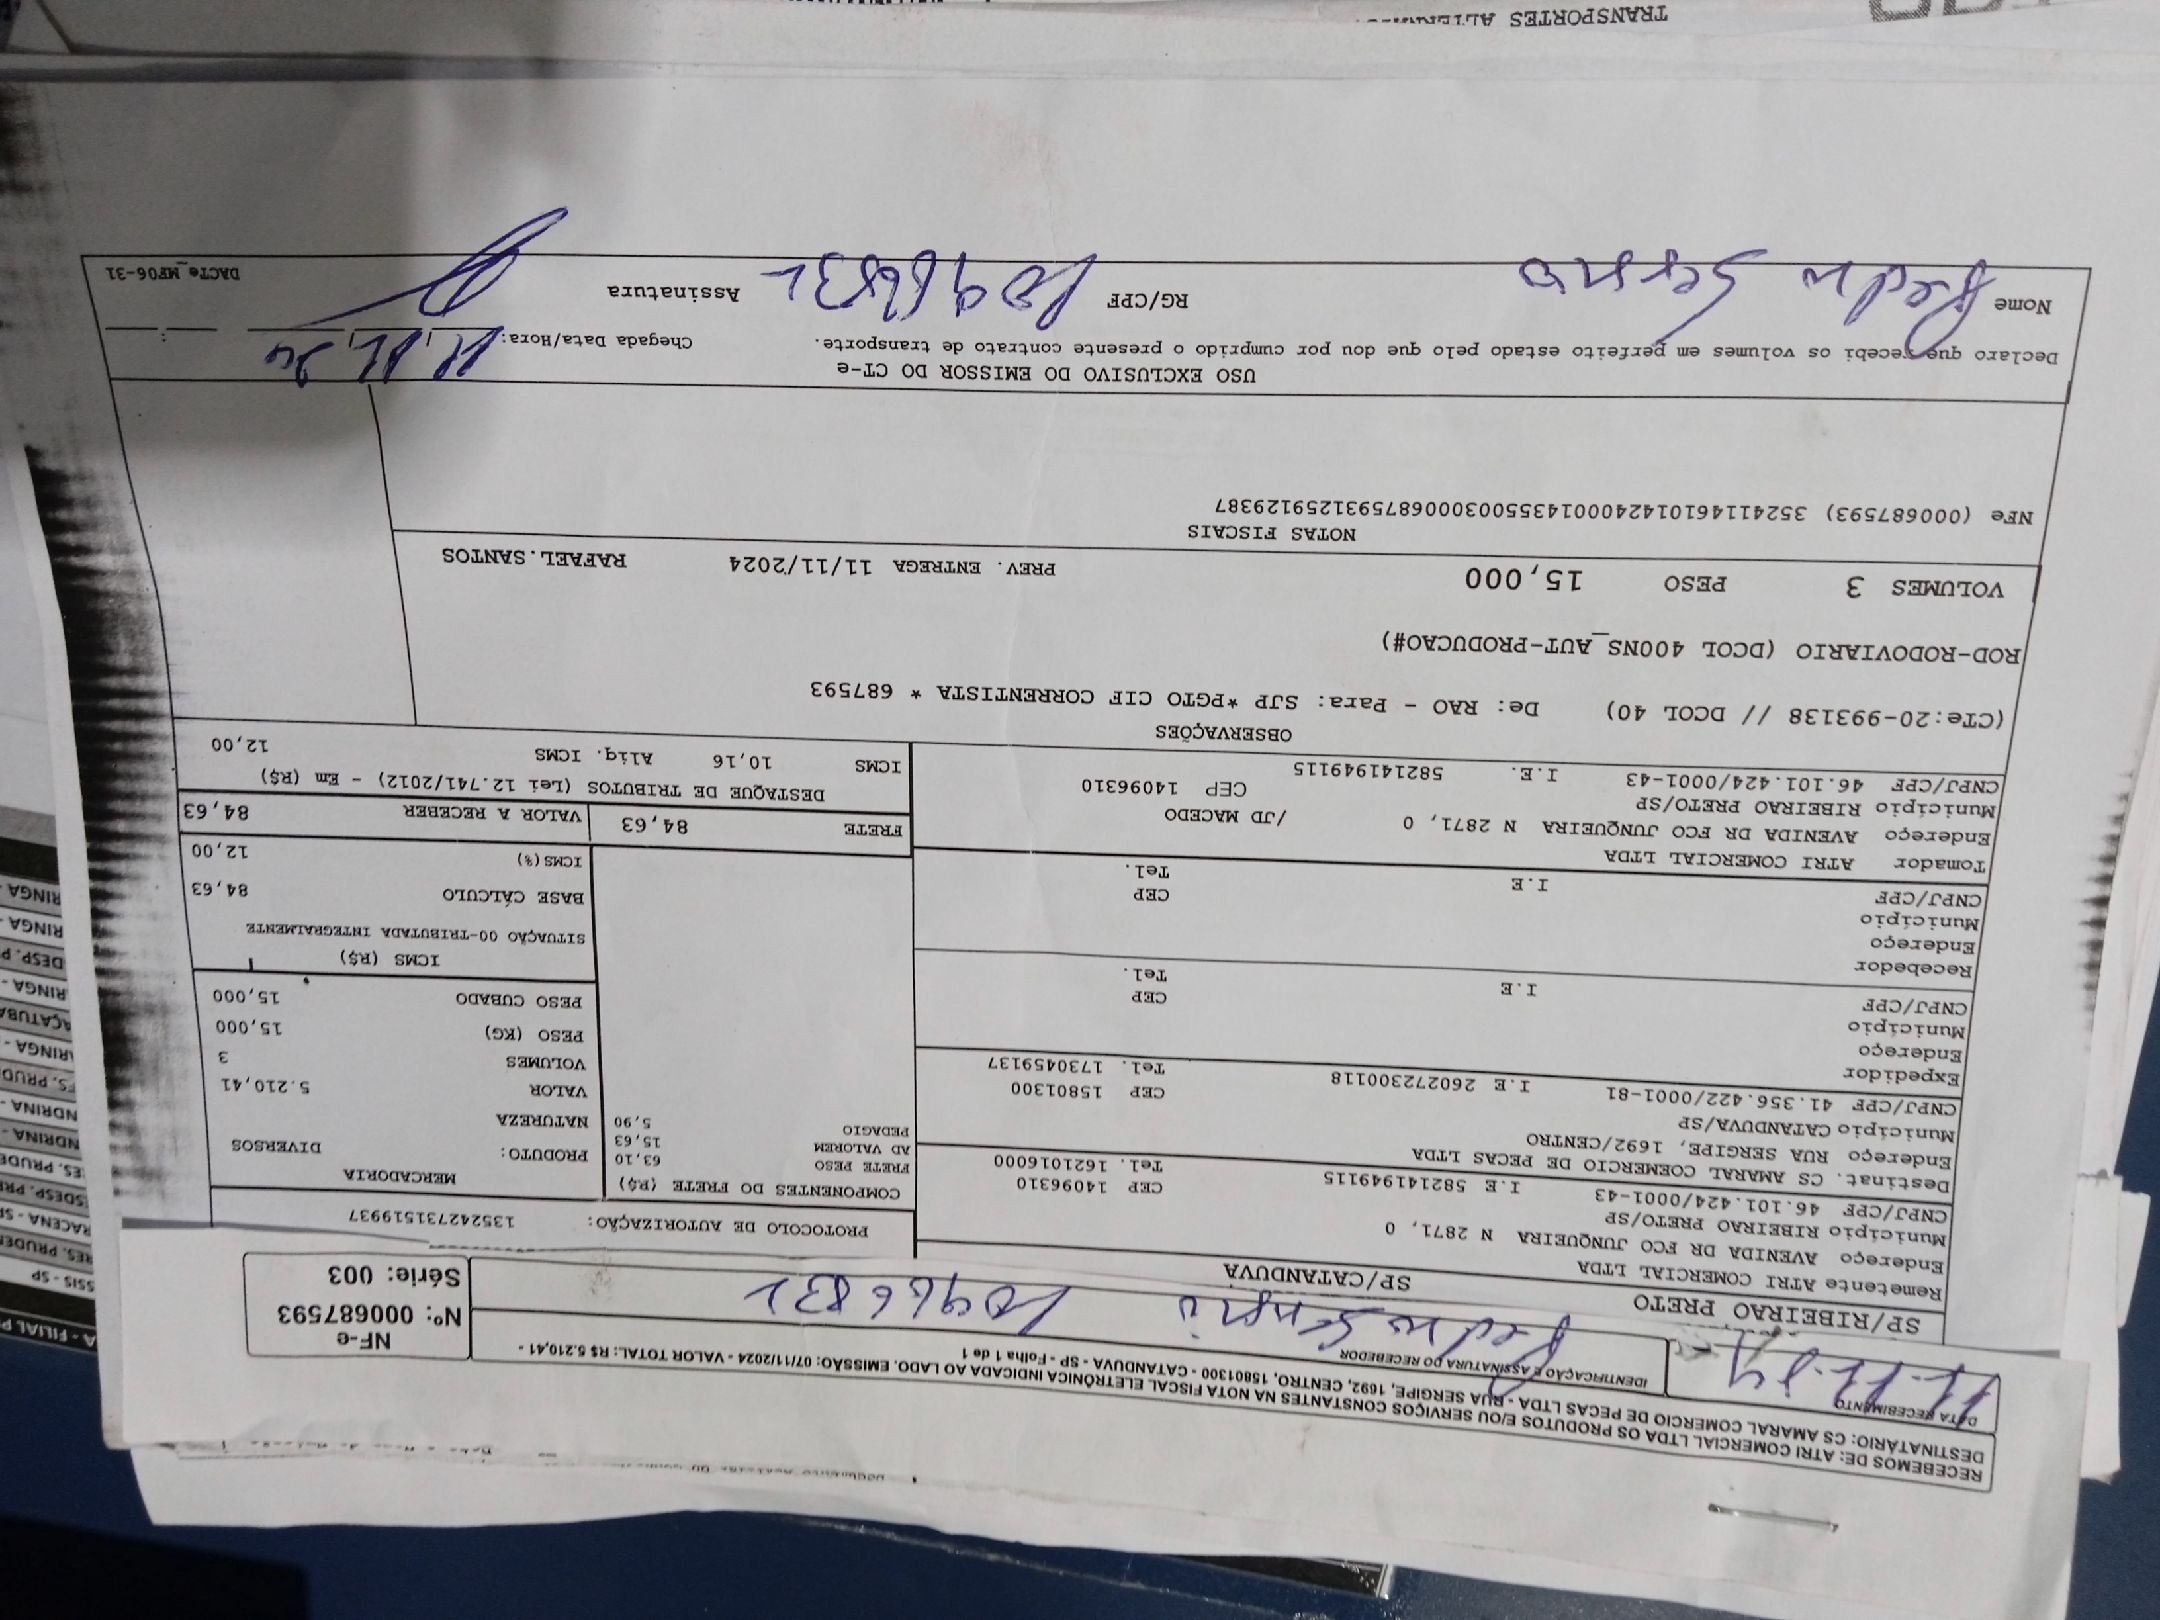 RECEBEMOS DE: ATRI COMERCIAL LTDA OS PRODUTOS E/OU SERVIÇOS CONSTANTES NA NOTA FISCAL ELETRÔNICA INDICADA AO LADO. EMISSÃO: 07/11/2024 - VALOR TOTAL: R$ 5.210,41 -
DESTINATÁRIO: CS AMARAL COMERCIO DE PECAS LTDA - RUA SERGIPE, 1692, CENTRO, 15801300 - CATANDUVA - SP - Folha 1 de 1
DATA RECEBIMENTO
IDENTIFICAÇÃO E ASSINATURA DO RECEBEDOR
NF-e
Nº: 000687593
Série: 003
SP/RIBEIRAO PRETO
SP/CATANDUVA
Remetente ATRI COMERCIAL LTDA
Endereço AVENIDA DR FCO JUNQUEIRA N 2871, 0
Município RIBEIRAO PRETO/SP CEP 14096310
CNPJ/CPF 46.101.424/0001-43 I.E 582141949115 Tel. 1621016000
Destinat. CS AMARAL COEMERCIO DE PECAS LTDA
Endereço RUA SERGIPE, 1692/CENTRO
Município CATANDUVA/SP CEP 15801300
CNPJ/CPF 41.356.422/0001-81 I.E 260272300118 Tel. 1730459137
Expedidor
Endereço
Município CEP
CNPJ/CPF I.E Tel.
Recebedor
Endereço
Município CEP
CNPJ/CPF I.E Tel.
Tomador ATRI COMERCIAL LTDA
Endereço AVENIDA DR FCO JUNQUEIRA N 2871, 0 /JD MACEDO
Município RIBEIRAO PRETO/SP CEP 14096310
CNPJ/CPF 46.101.424/0001-43 I.E. 582141949115
PROTOCOLO DE AUTORIZAÇÃO: 135242731519937
COMPONENTES DO FRETE (R$)
FRETE PESO 63,10
AD VALOREM 15,63
PEDAGIO 5,90
MERCADORIA
PRODUTO: DIVERSOS
NATUREZA
VALOR 5.210,41
VOLUMES 3
PESO (KG) 15,000
PESO CUBADO 15,000
ICMS (R$)
SITUAÇÃO 00-TRIBUTADA INTEGRALMENTE
BASE CÁLCULO 84,63
ICMS(%) 12,00
FRETE 84,63 VALOR A RECEBER 84,63
DESTAQUE DE TRIBUTOS (Lei 12.741/2012) - Em (R$)
ICMS 10,16 Aliq. ICMS 12,00
OBSERVAÇÕES
(CTe:20-993138 // DCOL 40) De: RAO - Para: SJP *PGTO CIF CORRENTISTA * 687593
ROD-RODOVIARIO (DCOL 400NS_AUT-PRODUCAO#)
VOLUMES 3 PESO 15,000 PREV. ENTREGA 11/11/2024 RAFAEL.SANTOS
NOTAS FISCAIS
NFe (000687593) 35241146101424000143550030006875931259129387
USO EXCLUSIVO DO EMISSOR DO CT-e
Declaro que recebi os volumes em perfeito estado pelo que dou por cumprido o presente contrato de transporte. Chegada Data/Hora:
Nome RG/CPF Assinatura
DACTe_MF06-31